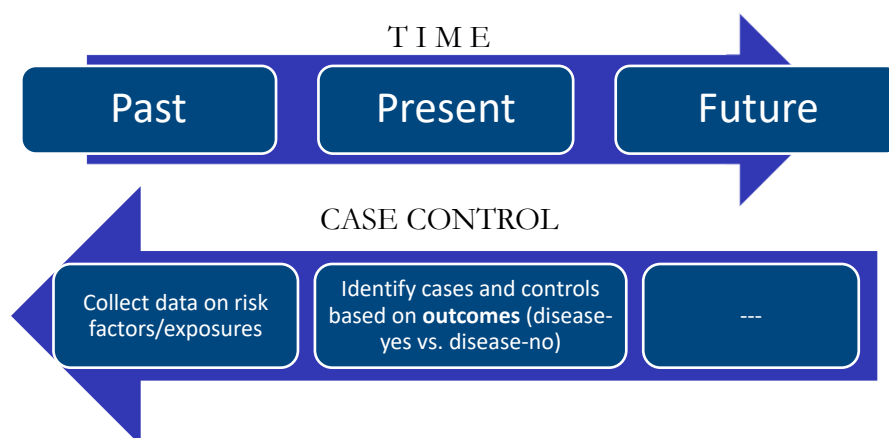 T I M E
Past
Present
Future
CASE CONTROL
Collect data on risk
factors/exposures
Identify cases and controls
based on outcomes (disease-
yes vs. disease-no)
---